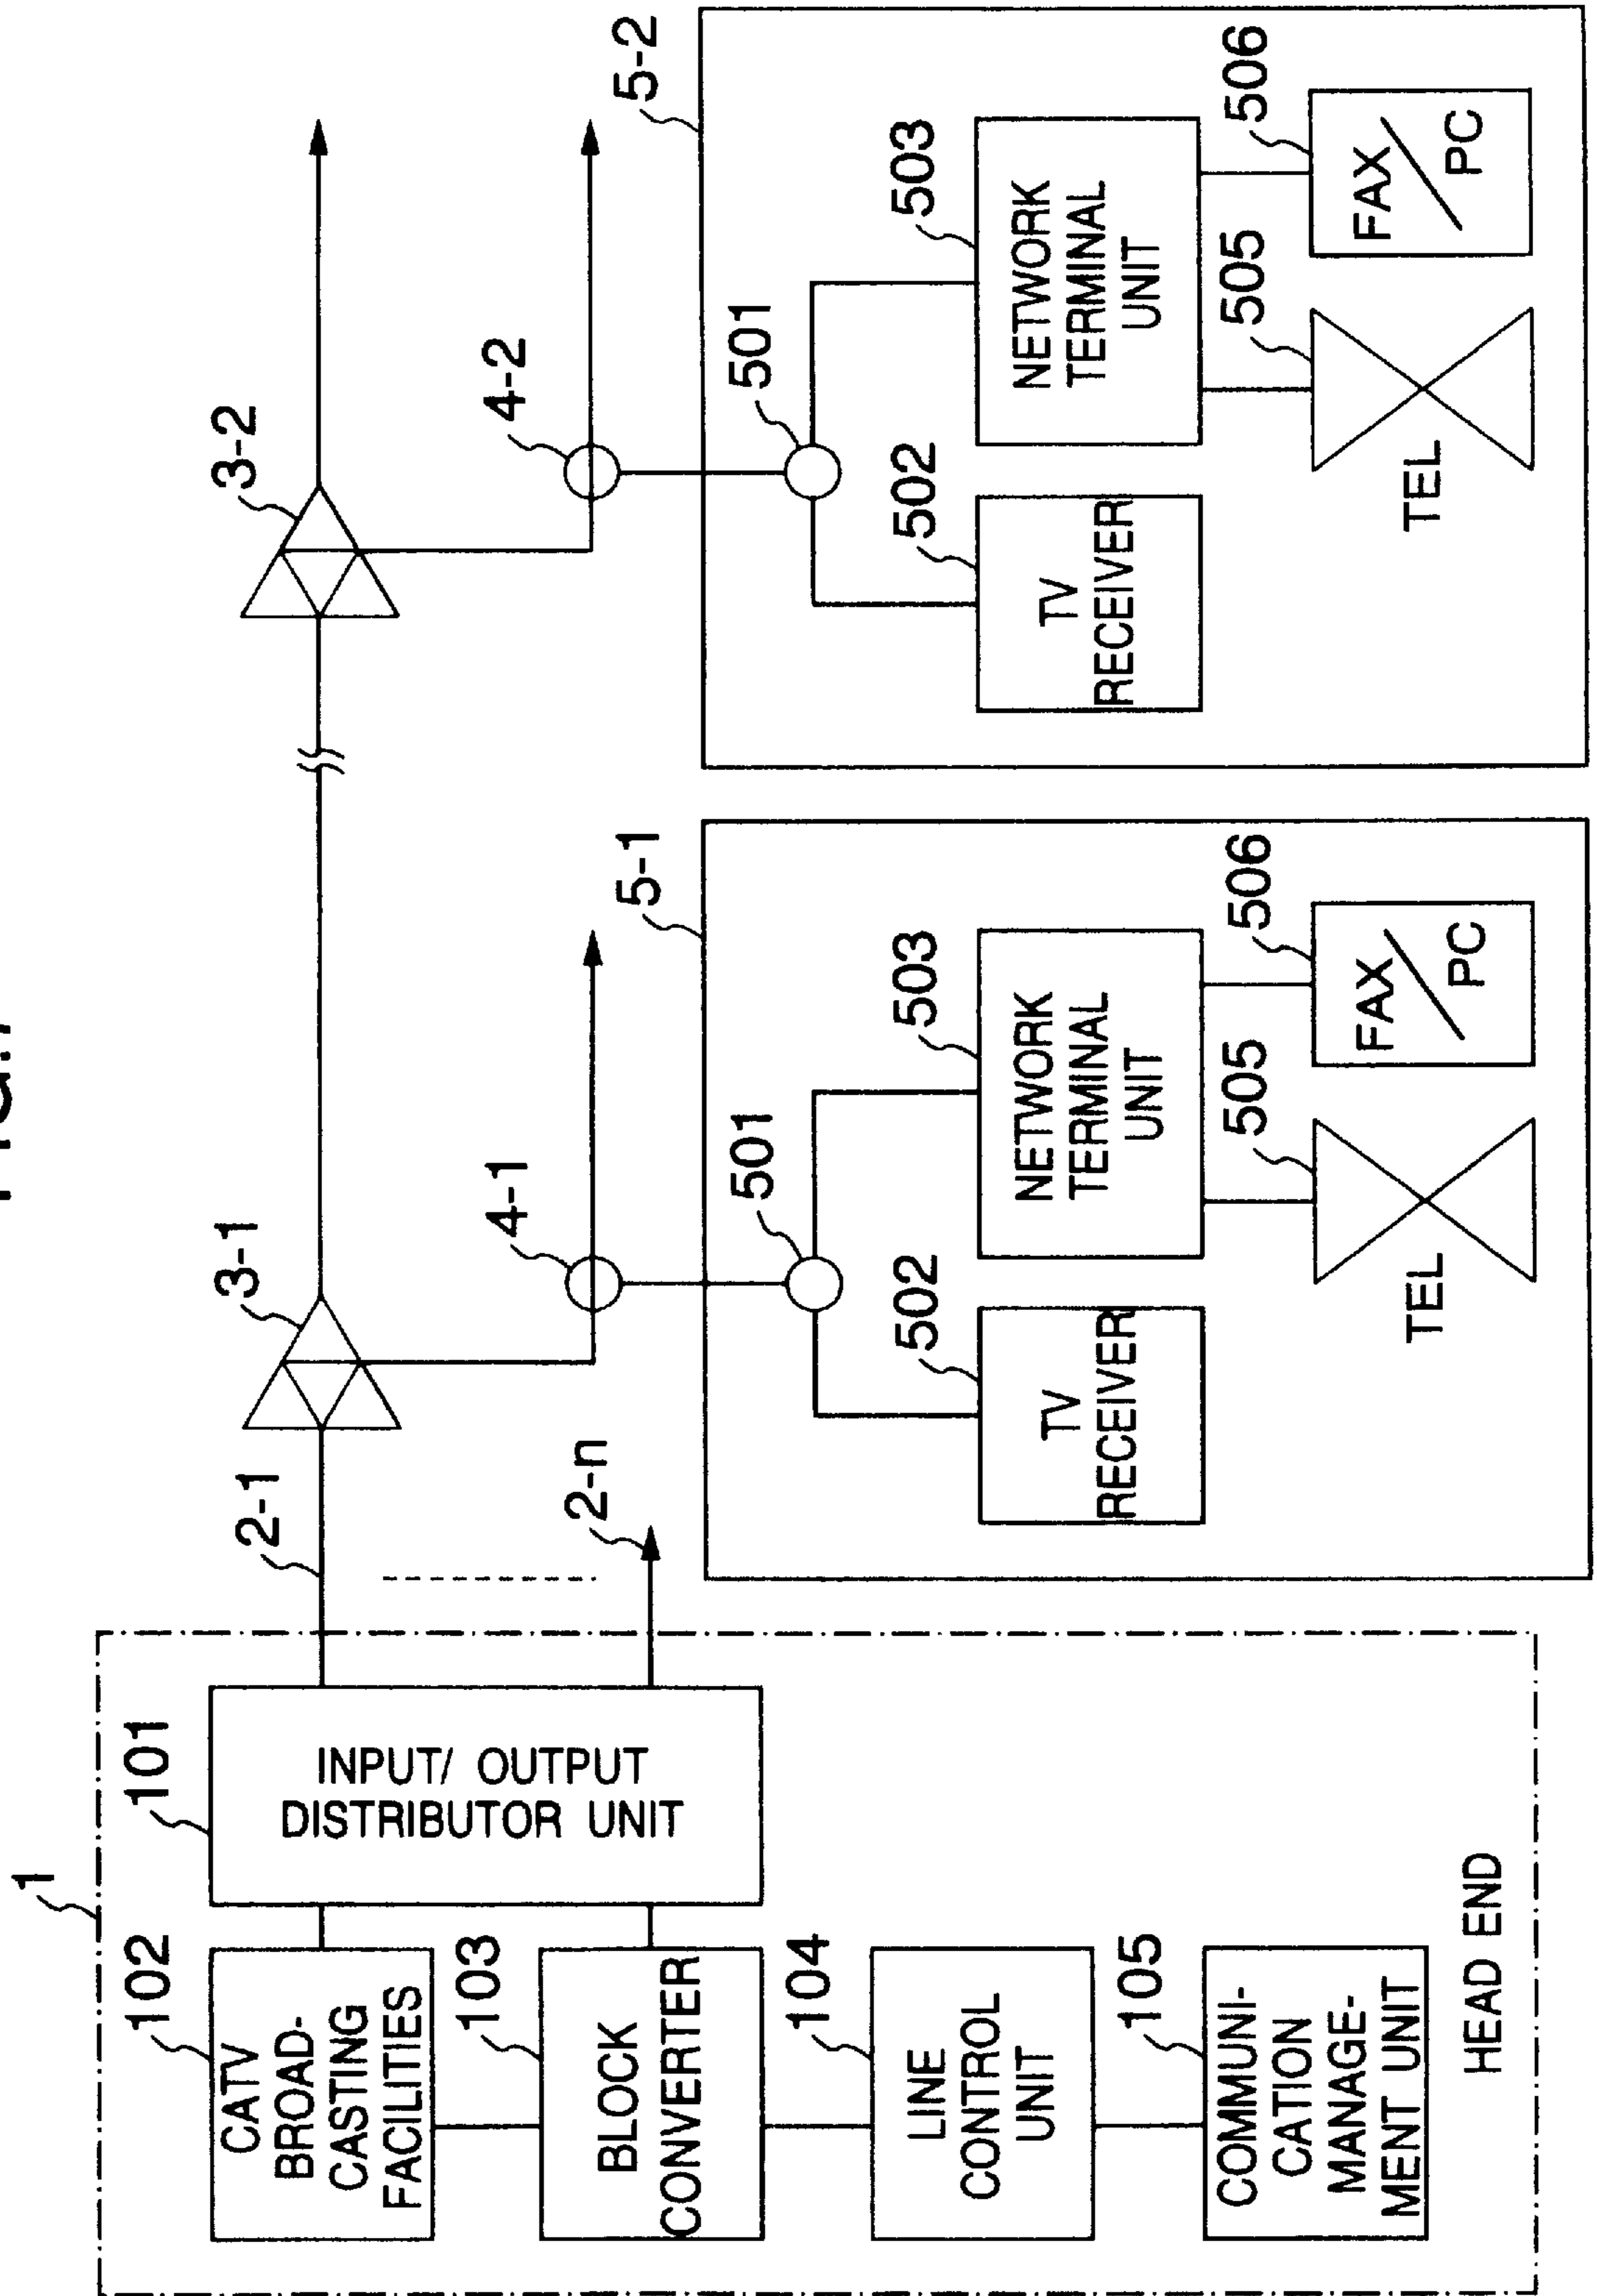 1
101
INPUT/ OUTPUT
DISTRIBUTOR UNIT
102
CATV
BROAD-
CASTING
FACILITIES
103
BLOCK
CONVERTER
104
LINE
CONTROL
UNIT
105
COMMUNI-
CATION
MANAGE-
MENT UNIT
HEAD END
2-1
2-n
3-1
4-1
5-1
501
502
TV
RECEIVER
503
NETWORK
TERMINAL
UNIT
505
TEL
506
FAX/PC
3-2
4-2
5-2
501
502
TV
RECEIVER
503
NETWORK
TERMINAL
UNIT
505
TEL
506
FAX/PC